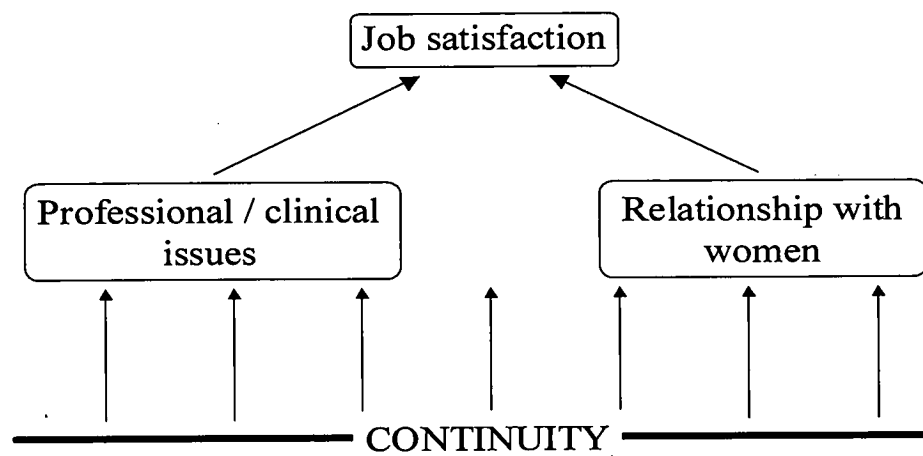 Job satisfaction
Professional / clinical
issues
Relationship with
women
CONTINUITY